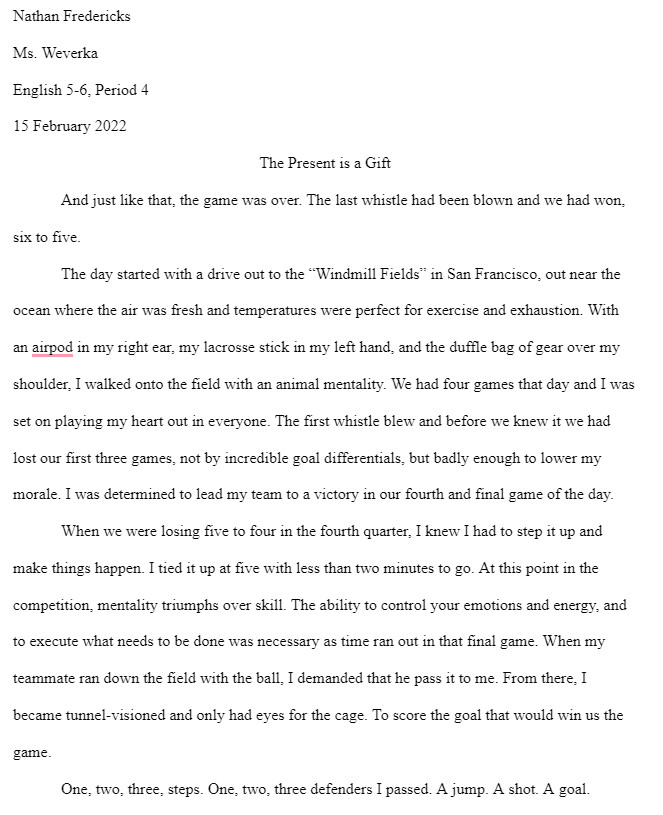 Nathan Fredericks
Ms. Weverka
English 5-6, Period 4
15 February 2022
The Present is a Gift
And just like that, the game was over. The last whistle had been blown and we had won,
six to five.
The day started with a drive out to the “Windmill Fields” in San Francisco, out near the
ocean where the air was fresh and temperatures were perfect for exercise and exhaustion. With
an airpod in my right ear, my lacrosse stick in my left hand, and the duffle bag of gear over my
shoulder, I walked onto the field with an animal mentality. We had four games that day and I was
set on playing my heart out in everyone. The first whistle blew and before we knew it we had
lost our first three games, not by incredible goal differentials, but badly enough to lower my
morale. I was determined to lead my team to a victory in our fourth and final game of the day.
When we were losing five to four in the fourth quarter, I knew I had to step it up and
make things happen. I tied it up at five with less than two minutes to go. At this point in the
competition, mentality triumphs over skill. The ability to control your emotions and energy, and
to execute what needs to be done was necessary as time ran out in that final game. When my
teammate ran down the field with the ball, I demanded that he pass it to me. From there, I
became tunnel-visioned and only had eyes for the cage. To score the goal that would win us the
game.
One, two, three, steps. One, two, three defenders I passed. A jump. A shot. A goal.